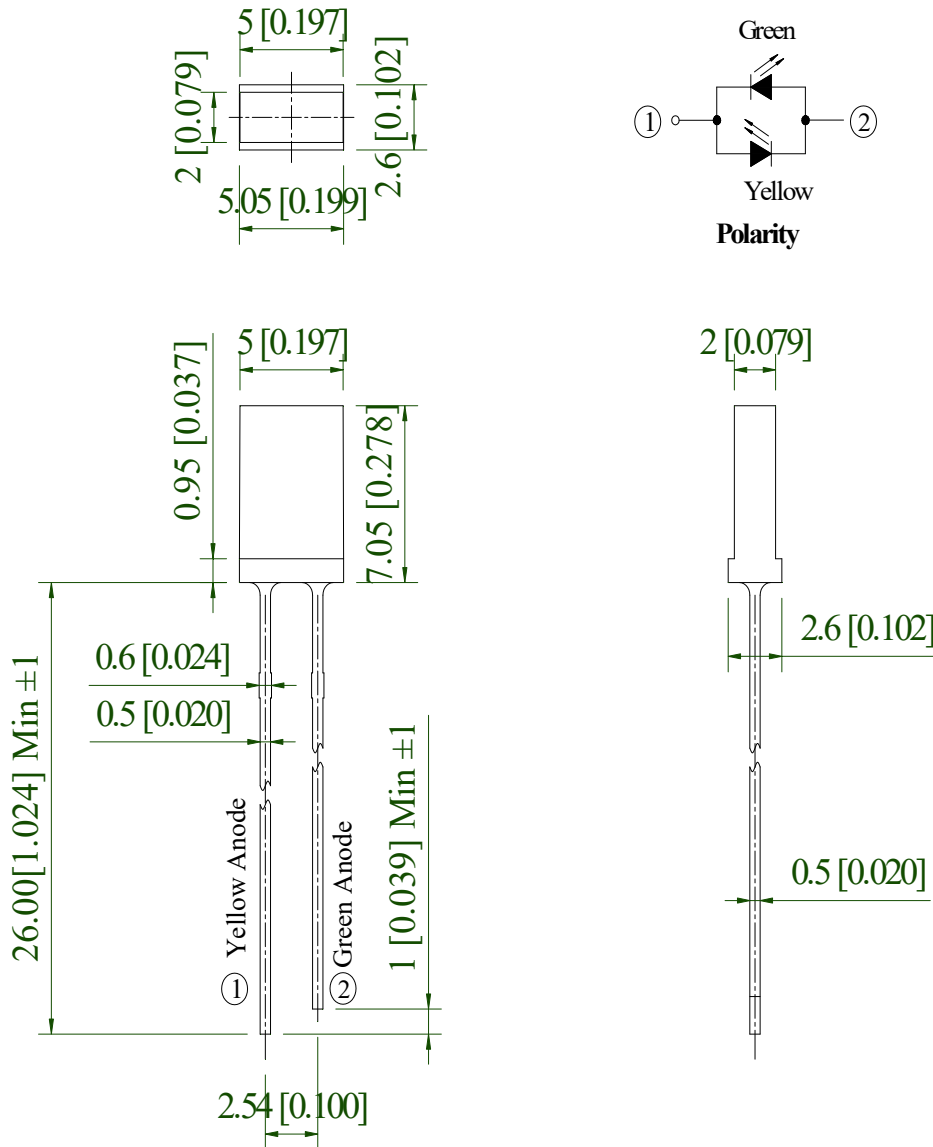 5 [0.197]
2 [0.079]
2.6 [0.102]
5.05 [0.199]
Green
① ②
Yellow
Polarity
5 [0.197]
0.95 [0.037]
7.05 [0.278]
2 [0.079]
2.6 [0.102]
0.6 [0.024]
0.5 [0.020]
26.00[1.024] Min ±1
Yellow Anode
①
Green Anode
②
1 [0.039] Min ±1
0.5 [0.020]
2.54 [0.100]